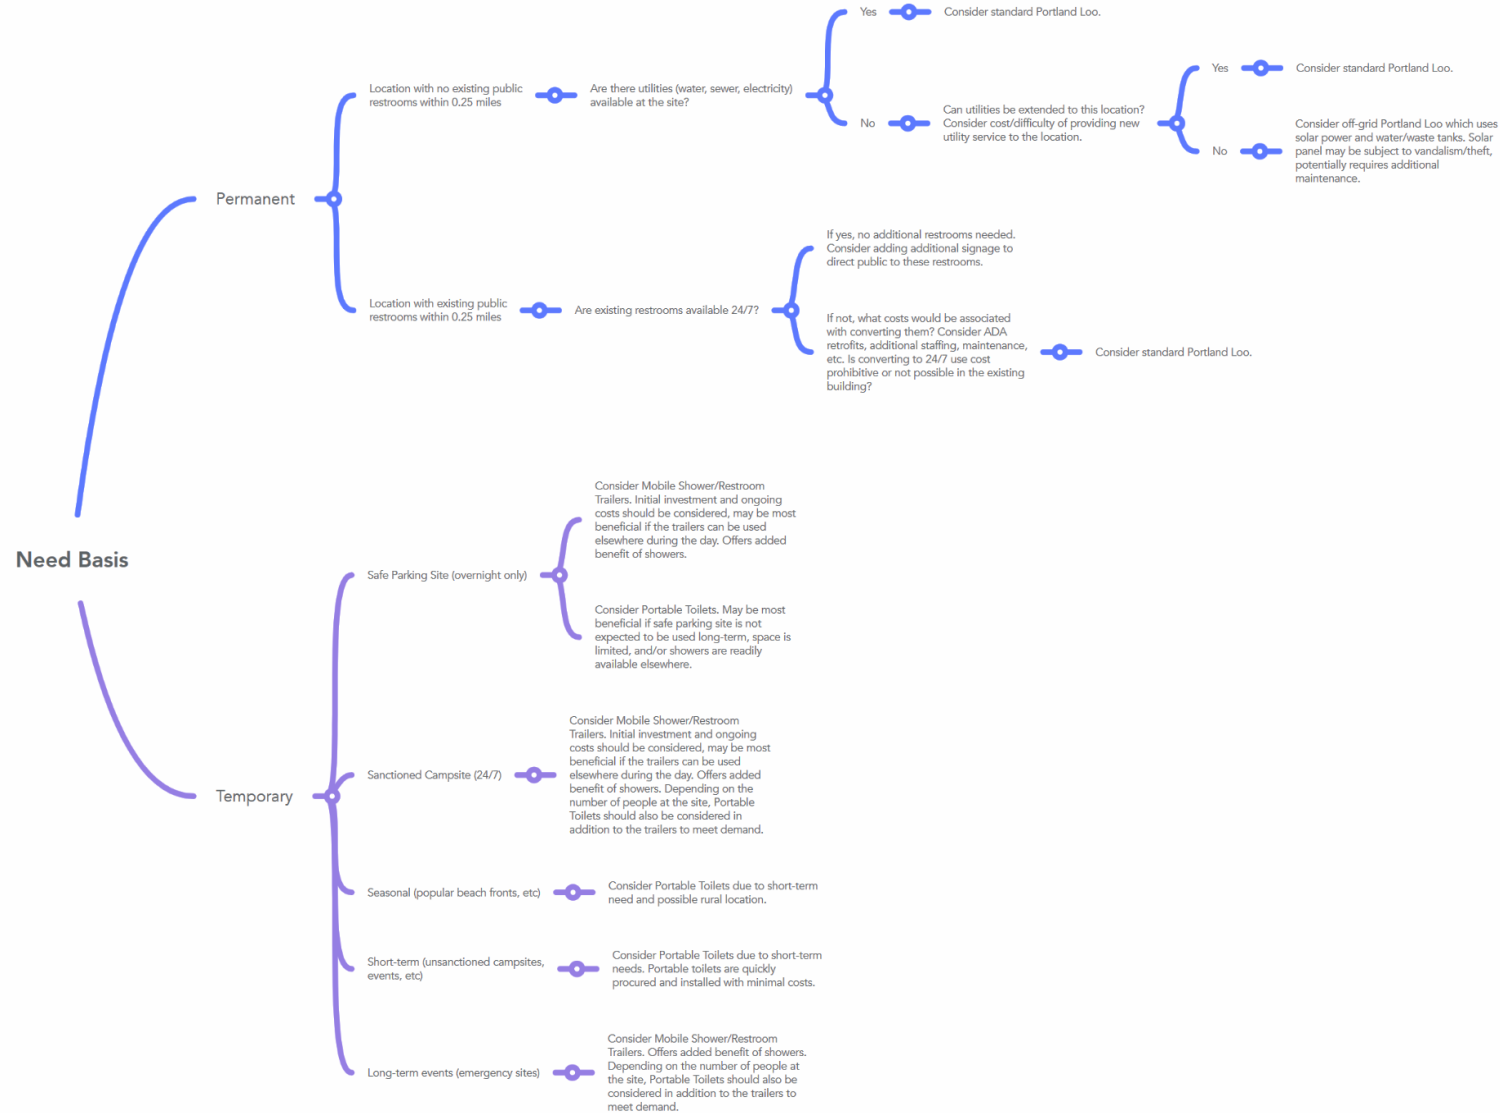 Need Basis
Permanent
Location with no existing public
restrooms within 0.25 miles
Are there utilities (water, sewer, electricity)
available at the site?
Yes
Consider standard Portland Loo.
No
Can utilities be extended to this location?
Consider cost/difficulty of providing new
utility service to the location.
Yes
Consider standard Portland Loo.
No
Consider off-grid Portland Loo which uses
solar power and water/waste tanks. Solar
panel may be subject to vandalism/theft,
potentially requires additional
maintenance.
Location with existing public
restrooms within 0.25 miles
Are existing restrooms available 24/7?
If yes, no additional restrooms needed.
Consider adding additional signage to
direct public to these restrooms.
If not, what costs would be associated
with converting them? Consider ADA
retrofits, additional staffing, maintenance,
etc. Is converting to 24/7 use cost
prohibitive or not possible in the existing
building?
Consider standard Portland Loo.
Temporary
Safe Parking Site (overnight only)
Consider Mobile Shower/Restroom
Trailers. Initial investment and ongoing
costs should be considered, may be most
beneficial if the trailers can be used
elsewhere during the day. Offers added
benefit of showers.
Consider Portable Toilets. May be most
beneficial if safe parking site is not
expected to be used long-term, space is
limited, and/or showers are readily
available elsewhere.
Sanctioned Campsite (24/7)
Consider Mobile Shower/Restroom
Trailers. Initial investment and ongoing
costs should be considered, may be most
beneficial if the trailers can be used
elsewhere during the day. Offers added
benefit of showers. Depending on the
number of people at the site, Portable
Toilets should also be considered in
addition to the trailers to meet demand.
Seasonal (popular beach fronts, etc)
Consider Portable Toilets due to short-term
need and possible rural location.
Short-term (unsanctioned campsites,
events, etc)
Consider Portable Toilets due to short-term
needs. Portable toilets are quickly
procured and installed with minimal costs.
Long-term events (emergency sites)
Consider Mobile Shower/Restroom
Trailers. Offers added benefit of showers.
Depending on the number of people at
the site, Portable Toilets should also be
considered in addition to the trailers to
meet demand.